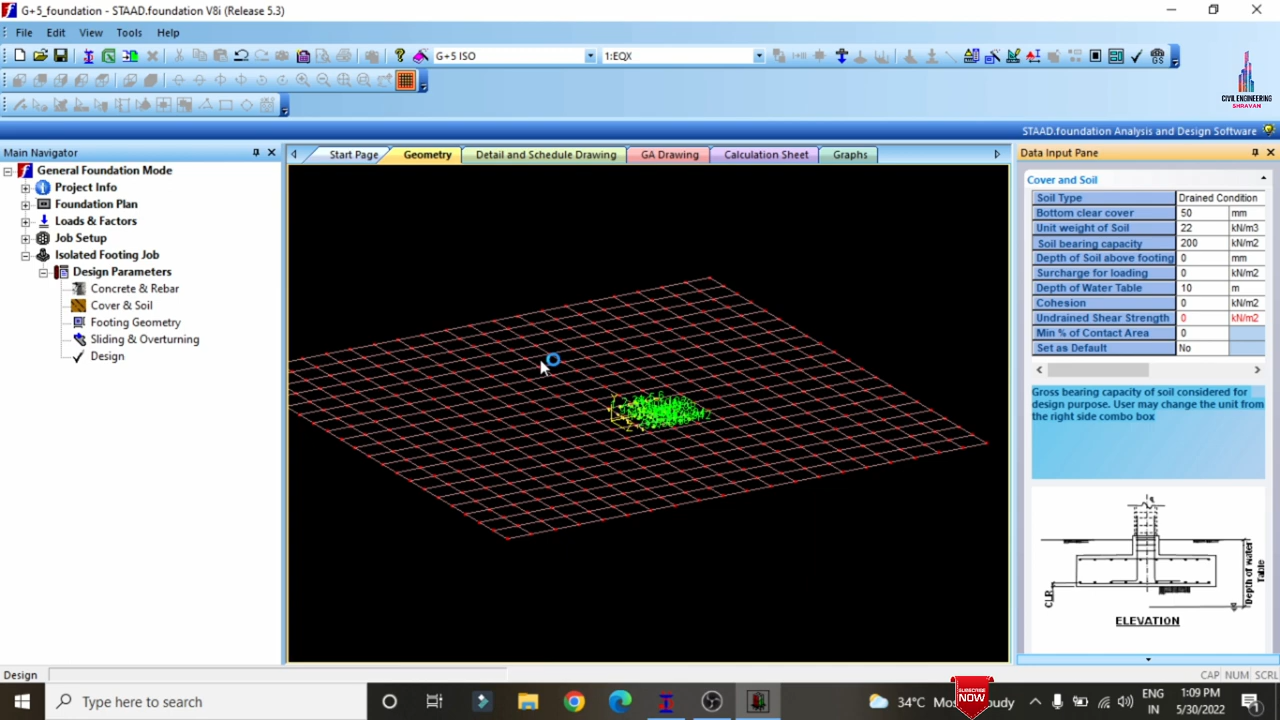 G+5_foundation - STAAD.foundation V8i (Release 5.3)
File Edit View Tools Help
G+5 ISO 1:EQX
CIVIL ENGINEERING
SHRAVAN
STAAD.foundation Analysis and Design Software
Main Navigator
Start Page Geometry Detail and Schedule Drawing GA Drawing Calculation Sheet Graphs
Data Input Pane
General Foundation Mode
Project Info
Foundation Plan
Loads & Factors
Job Setup
Isolated Footing Job
Design Parameters
Concrete & Rebar
Cover & Soil
Footing Geometry
Sliding & Overturning
Design
Cover and Soil
Soil Type Drained Condition
Bottom clear cover 50 mm
Unit weight of Soil 22 kN/m3
Soil bearing capacity 200 kN/m2
Depth of Soil above footing 0 mm
Surcharge for loading 0 kN/m2
Depth of Water Table 10 m
Cohesion 0 kN/m2
Undrained Shear Strength 0 kN/m2
Min % of Contact Area 0
Set as Default No
Gross bearing capacity of soil considered for
design purpose. User may change the unit from
the right side combo box
CLR
Depth of water
Table
ELEVATION
Design
CAP NUM SCRL
Type here to search
SUBSCRIBE
NOW
34°C
ENG
IN
1:09 PM
5/30/2022
1